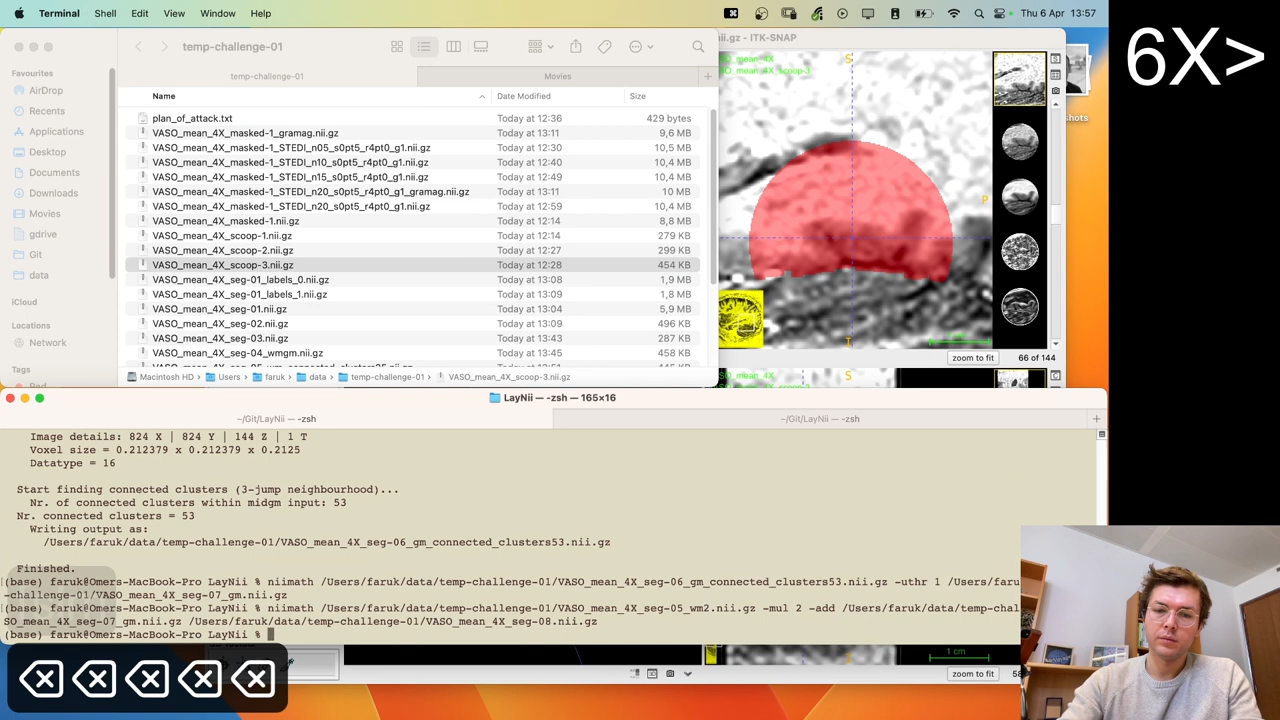 Terminal Shell Edit View Window Help Thu 6 Apr 13:57
6X>
temp-challenge-01
temp-challenge-01 Movies
Favourites
AirDrop
Recents
Applications
Desktop
Documents
Downloads
Movies
gdrive
Git
data
iCloud
Locations
Network
Tags
Name Date Modified Size
plan_of_attack.txt Today at 12:36 429 bytes
VASO_mean_4X_masked-1_gramag.nii.gz Today at 13:11 9,6 MB
VASO_mean_4X_masked-1_STEDI_n05_s0pt5_r4pt0_g1.nii.gz Today at 12:30 10,5 MB
VASO_mean_4X_masked-1_STEDI_n10_s0pt5_r4pt0_g1.nii.gz Today at 12:40 10,4 MB
VASO_mean_4X_masked-1_STEDI_n15_s0pt5_r4pt0_g1.nii.gz Today at 12:49 10,4 MB
VASO_mean_4X_masked-1_STEDI_n20_s0pt5_r4pt0_g1_gramag.nii.gz Today at 13:11 10 MB
VASO_mean_4X_masked-1_STEDI_n20_s0pt5_r4pt0_g1.nii.gz Today at 12:59 10,4 MB
VASO_mean_4X_masked-1.nii.gz Today at 12:14 8,8 MB
VASO_mean_4X_scoop-1.nii.gz Today at 12:14 279 KB
VASO_mean_4X_scoop-2.nii.gz Today at 12:27 299 KB
VASO_mean_4X_scoop-3.nii.gz Today at 12:28 454 KB
VASO_mean_4X_seg-01_labels_0.nii.gz Today at 13:08 1,9 MB
VASO_mean_4X_seg-01_labels_1.nii.gz Today at 13:09 1,8 MB
VASO_mean_4X_seg-01.nii.gz Today at 13:04 5,9 MB
VASO_mean_4X_seg-02.nii.gz Today at 13:09 496 KB
VASO_mean_4X_seg-03.nii.gz Today at 13:43 287 KB
VASO_mean_4X_seg-04_wmgm.nii.gz Today at 13:45 458 KB
Macintosh HD Users faruk data temp-challenge-01 VASO_mean_4X_scoop-3.nii.gz
nii.gz - ITK-SNAP
SO_mean_4X
SO_mean_4X_scoop-3
S
P
I
zoom to fit 66 of 144
shots
SO_mean_4X
SO_mean_4X_scoop-3
S
LayNii — -zsh — 165×16
~/Git/LayNii — -zsh ~/Git/LayNii — -zsh
Image details: 824 X | 824 Y | 144 Z | 1 T
Voxel size = 0.212379 x 0.212379 x 0.2125
Datatype = 16
Start finding connected clusters (3-jump neighbourhood)...
Nr. of connected clusters within midgm input: 53
Nr. connected clusters = 53
Writing output as:
/Users/faruk/data/temp-challenge-01/VASO_mean_4X_seg-06_gm_connected_clusters53.nii.gz
Finished.
(base) faruk@Omers-MacBook-Pro LayNii % niimath /Users/faruk/data/temp-challenge-01/VASO_mean_4X_seg-06_gm_connected_clusters53.nii.gz -uthr 1 /Users/faru
-challenge-01/VASO_mean_4X_seg-07_gm.nii.gz
(base) faruk@Omers-MacBook-Pro LayNii % niimath /Users/faruk/data/temp-challenge-01/VASO_mean_4X_seg-05_wm2.nii.gz -mul 2 -add /Users/faruk/data/temp-chal
SO_mean_4X_seg-07_gm.nii.gz /Users/faruk/data/temp-challenge-01/VASO_mean_4X_seg-08.nii.gz
(base) faruk@Omers-MacBook-Pro LayNii %
1 cm
zoom to fit